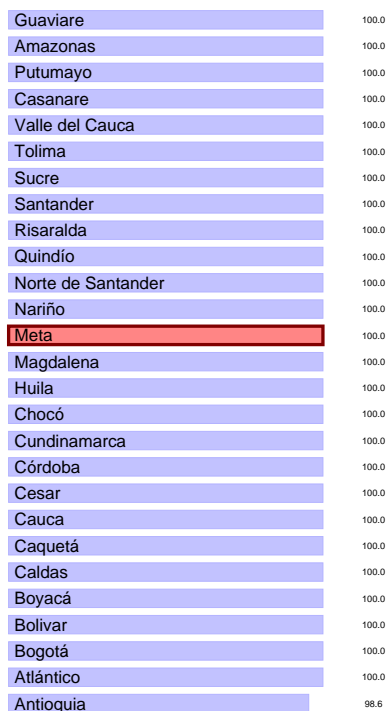 Guaviare 100.0
Amazonas 100.0
Putumayo 100.0
Casanare 100.0
Valle del Cauca 100.0
Tolima 100.0
Sucre 100.0
Santander 100.0
Risaralda 100.0
Quindío 100.0
Norte de Santander 100.0
Nariño 100.0
Meta 100.0
Magdalena 100.0
Huila 100.0
Chocó 100.0
Cundinamarca 100.0
Córdoba 100.0
Cesar 100.0
Cauca 100.0
Caquetá 100.0
Caldas 100.0
Boyacá 100.0
Bolivar 100.0
Bogotá 100.0
Atlántico 100.0
Antioquia 98.6